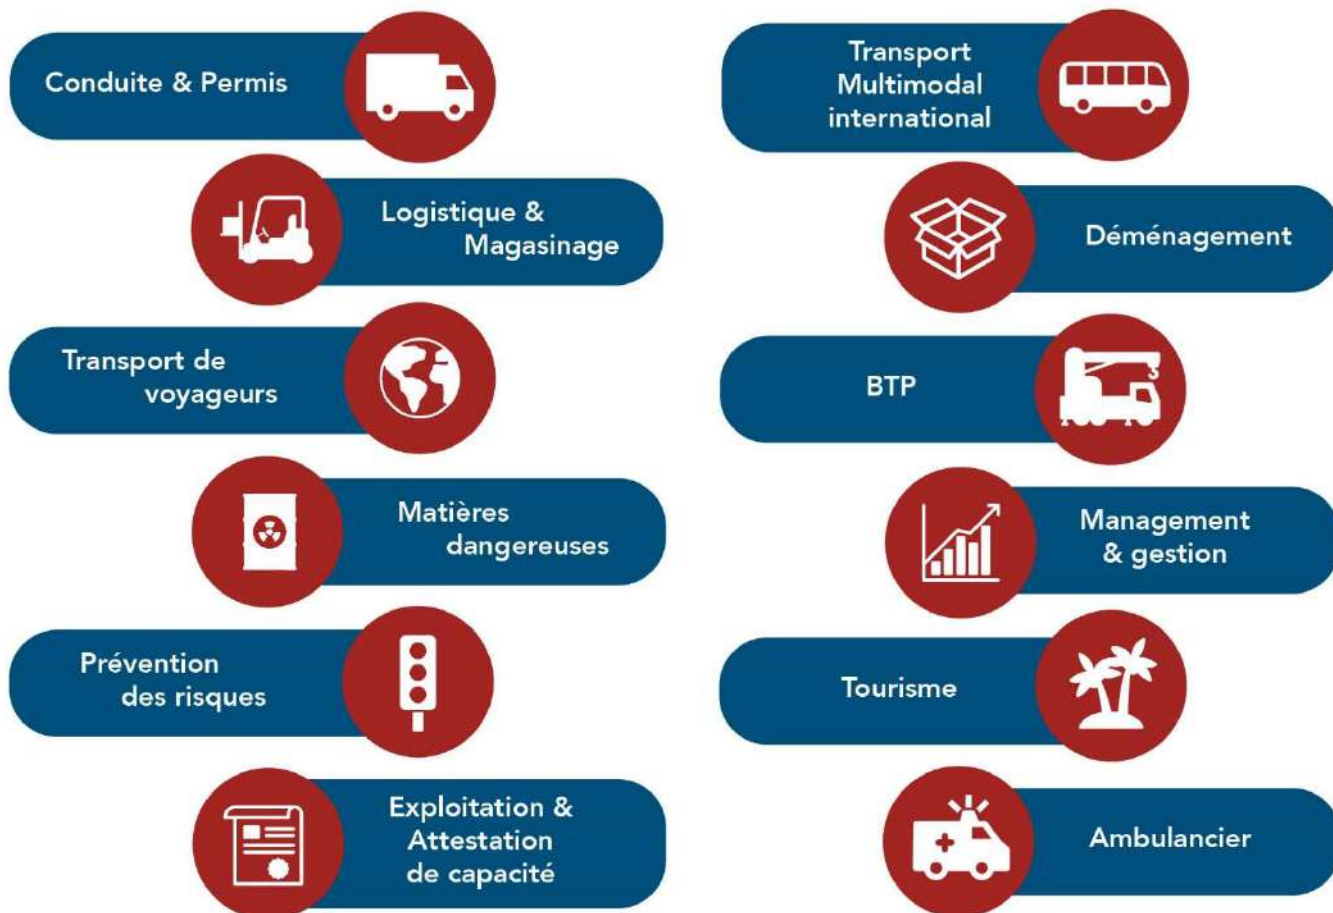 Conduite & Permis
Logistique &
Magasinage
Transport de
voyageurs
Matières
dangereuses
Prévention
des risques
Exploitation &
Attestation
de capacité
Transport
Multimodal
international
Déménagement
BTP
Management
& gestion
Tourisme
Ambulancier